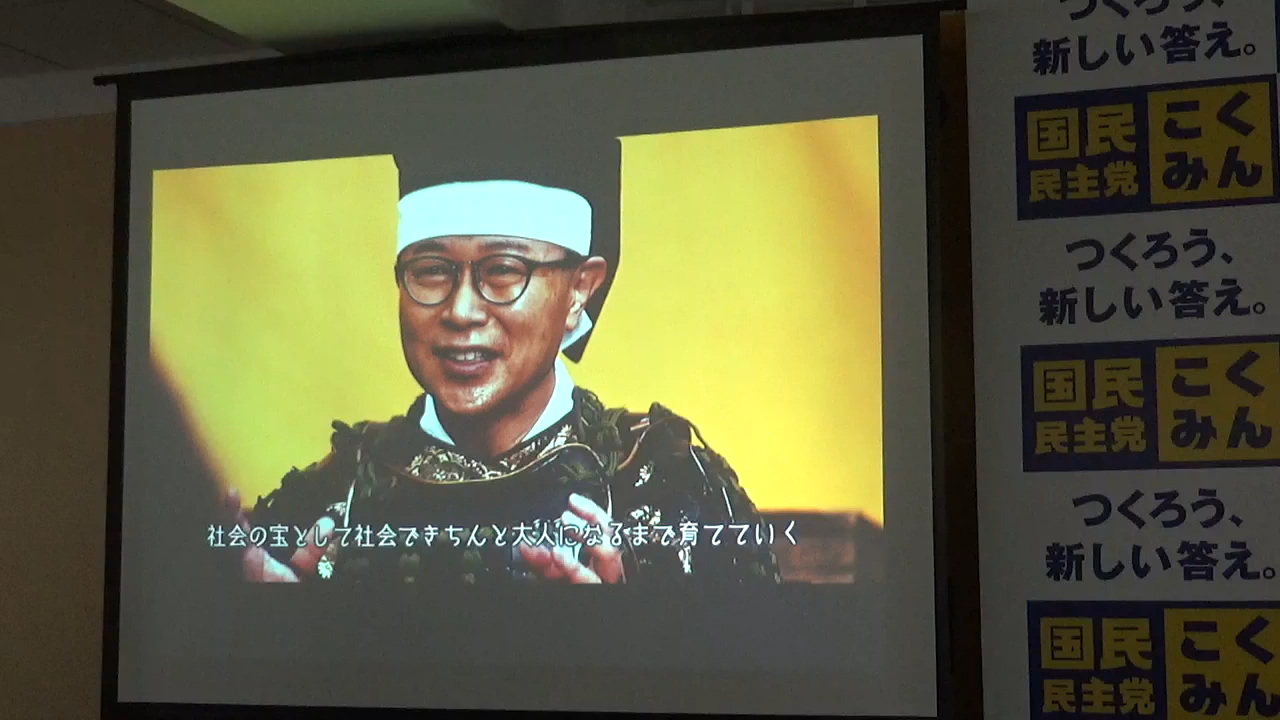 社会の宝として社会できちんと大人になるまで育てていく
つくろう、
新しい答え。
国民
民主党
こく
みん
つくろう、
新しい答え。
国民
民主党
こく
みん
つくろう、
新しい答え。
国民
民主党
こく
みん